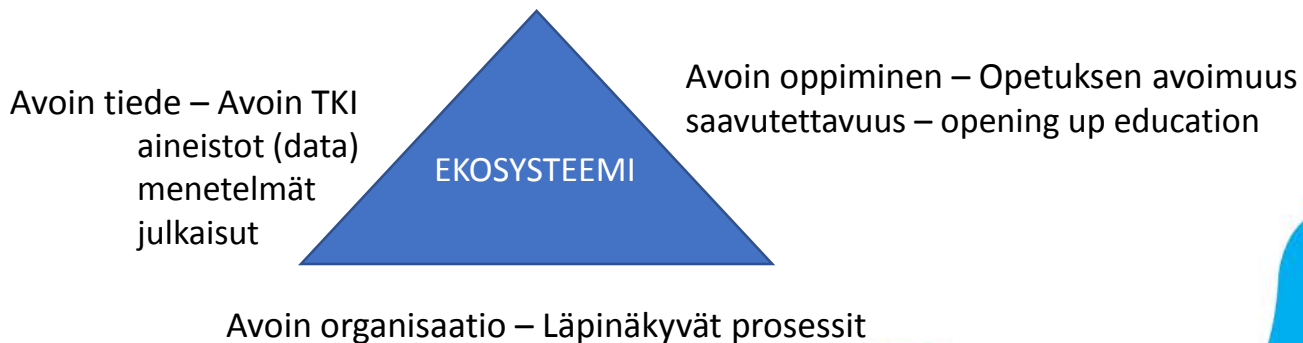 Avoin tiede – Avoin TKI
aineistot (data)
menetelmät
julkaisut
EKOSYSTEEMI
Avoin oppiminen – Opetuksen avoimuus
saavutettavuus – opening up education
Avoin organisaatio – Läpinäkyvät prosessit